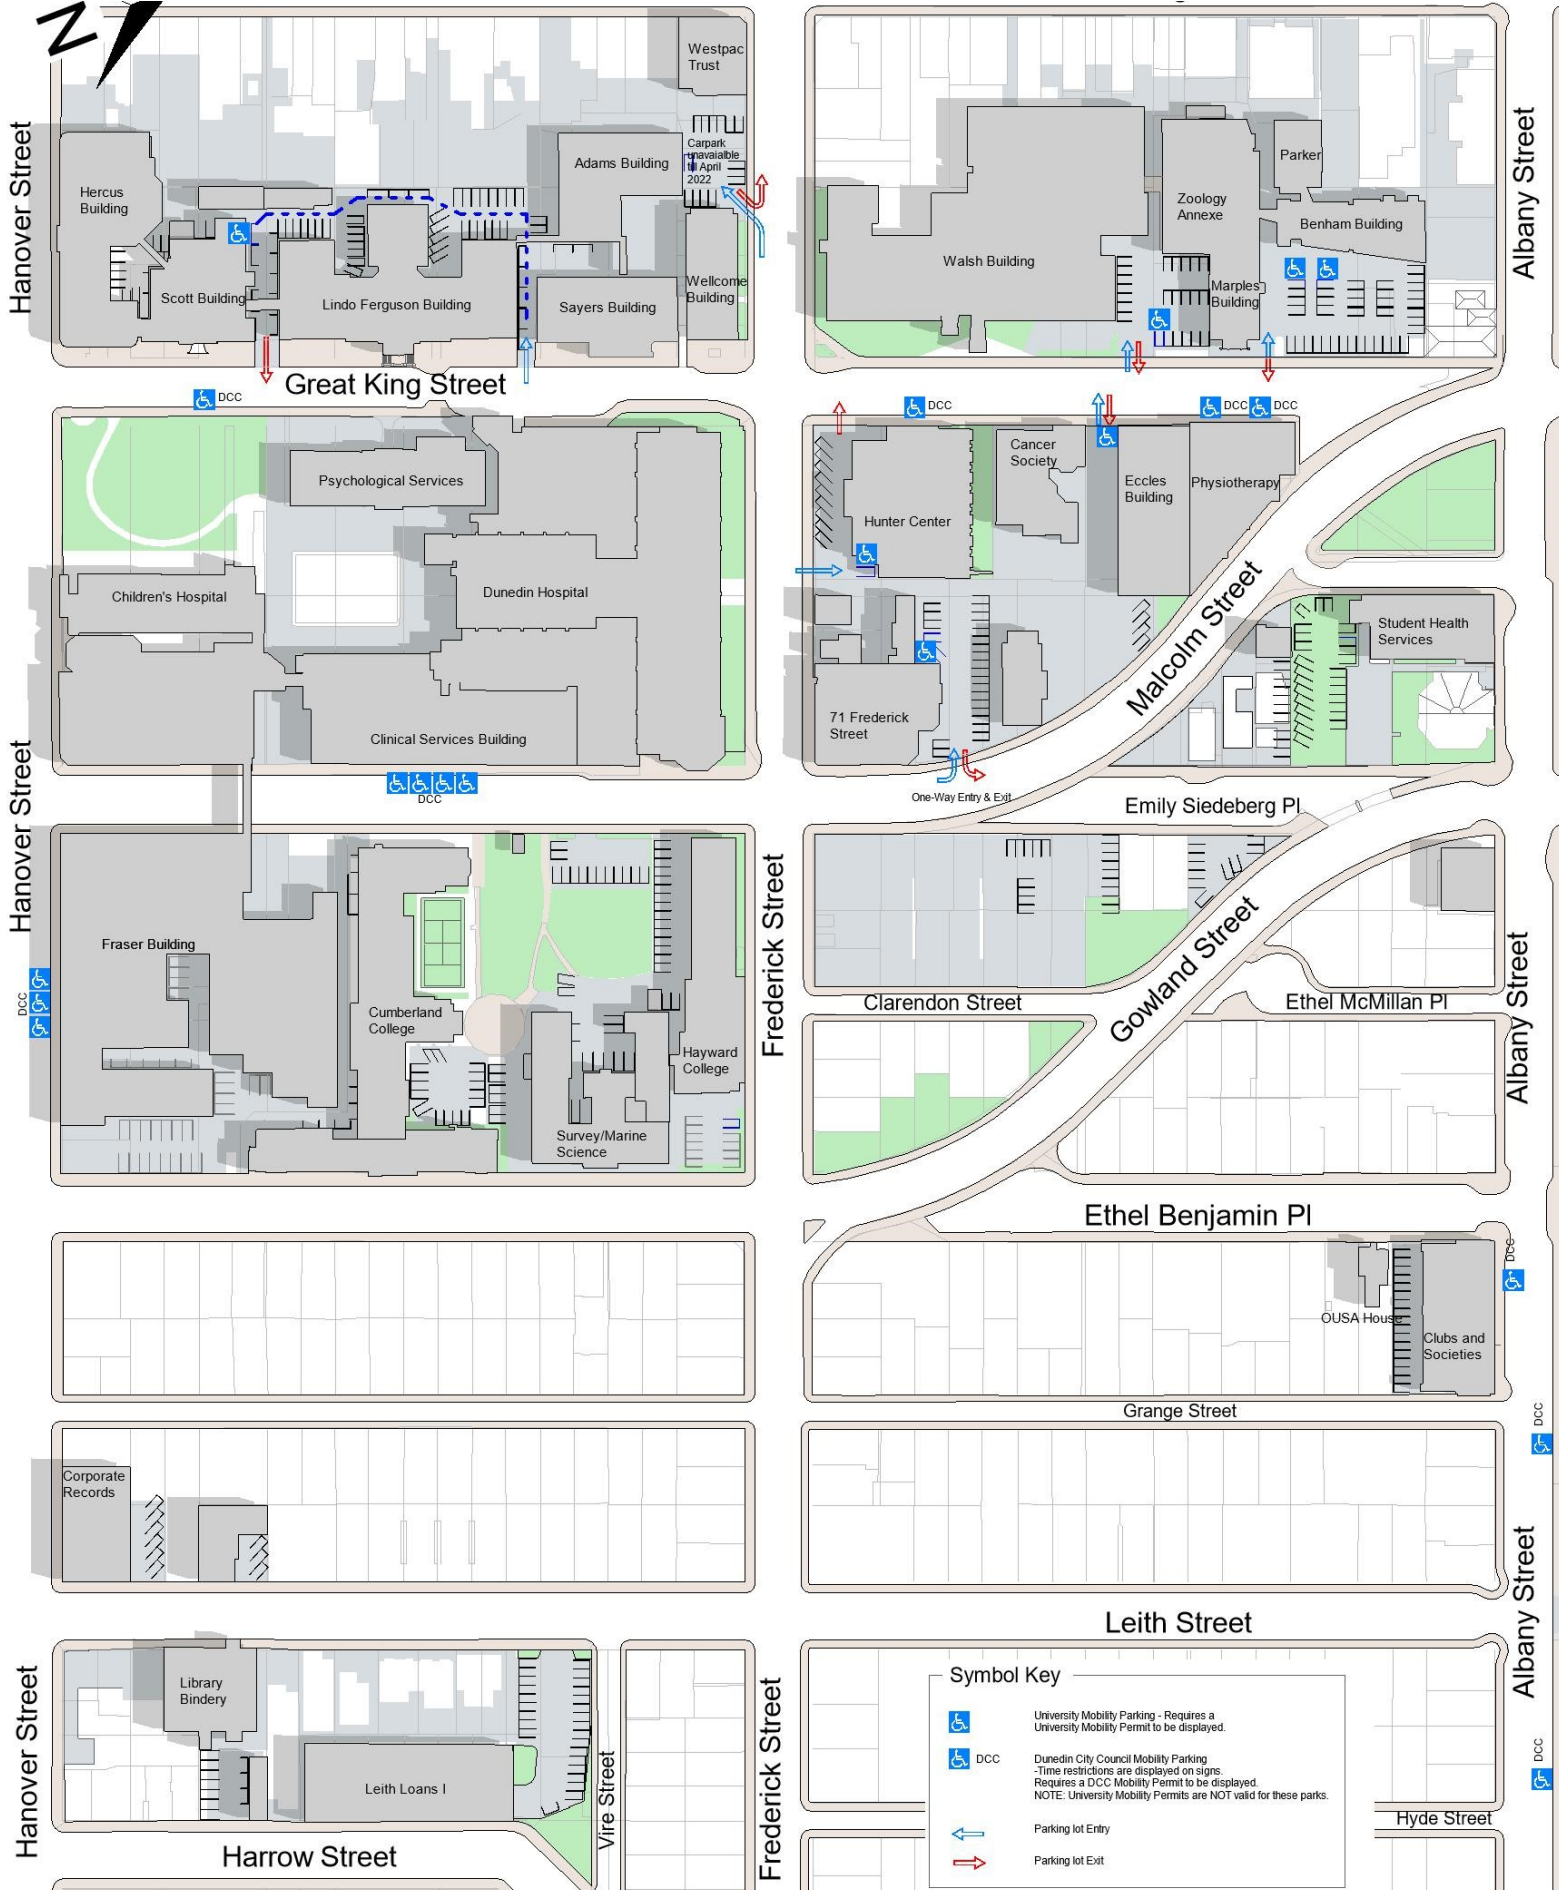 N
Westpac
Trust
Carpark
unavaialble
till April
2022
Adams Building
Hercus
Building
Scott Building
Lindo Ferguson Building
Sayers Building
Wellcome
Building
Hanover Street
Parker
Zoology
Annexe
Benham Building
Walsh Building
Marples
Building
Albany Street
Great King Street
DCC
DCC
DCC
DCC
Psychological Services
Children's Hospital
Dunedin Hospital
Clinical Services Building
DCC
Hanover Street
Cancer
Society
Eccles
Building
Physiotherapy
Hunter Center
71 Frederick
Street
Malcolm Street
Student Health
Services
One-Way Entry & Exit
Emily Siedeberg Pl
Fraser Building
DCC
Cumberland
College
Hayward
College
Survey/Marine
Science
Frederick Street
Clarendon Street
Gowland Street
Ethel McMillan Pl
Albany Street
Ethel Benjamin Pl
DCC
OUSA House
Clubs and
Societies
Grange Street
DCC
Corporate
Records
Albany Street
Leith Street
Library
Bindery
Leith Loans I
Hanover Street
Vire Street
Frederick Street
Harrow Street
Symbol Key
University Mobility Parking - Requires a
University Mobility Permit to be displayed.
DCC
Dunedin City Council Mobility Parking
-Time restrictions are displayed on signs.
Requires a DCC Mobility Permit to be displayed.
NOTE: University Mobility Permits are NOT valid for these parks.
Parking lot Entry
Parking lot Exit
DCC
Hyde Street